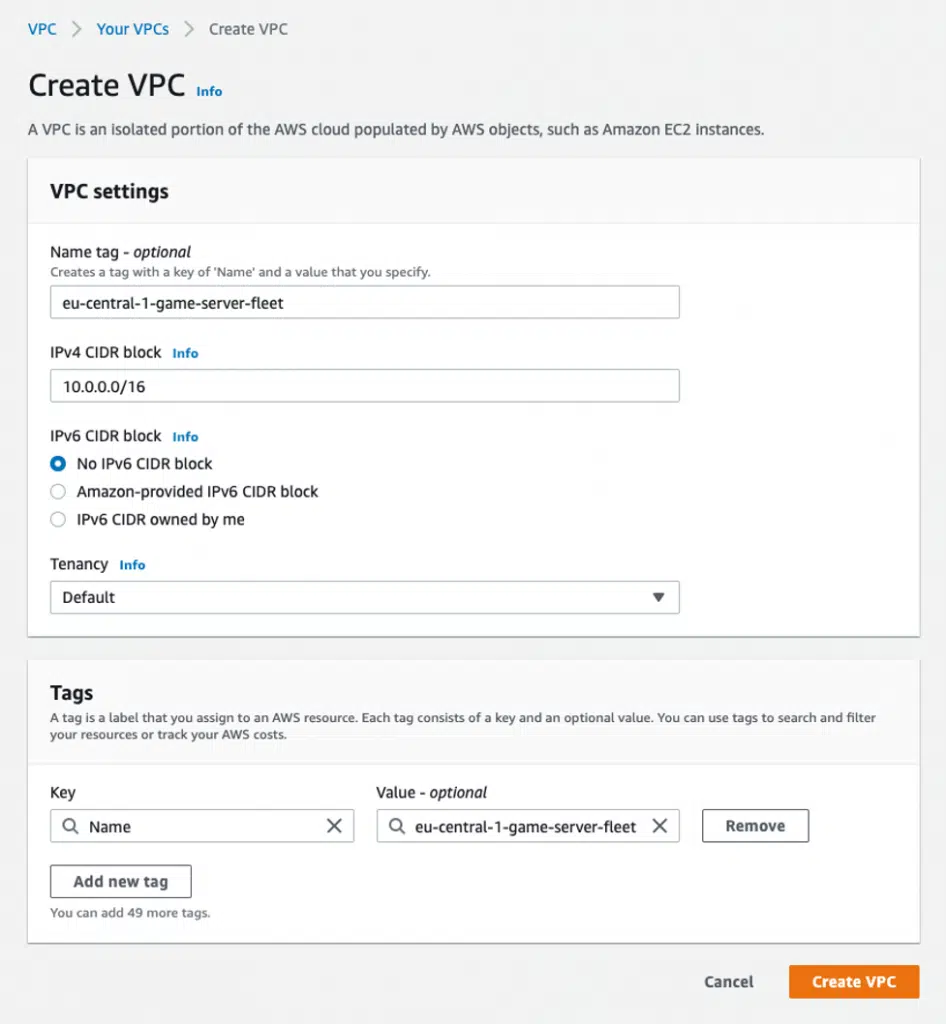 VPC > Your VPCs > Create VPC
Create VPC Info
A VPC is an isolated portion of the AWS cloud populated by AWS objects, such as Amazon EC2 instances.
VPC settings
Name tag - optional
Creates a tag with a key of 'Name' and a value that you specify.
eu-central-1-game-server-fleet
IPv4 CIDR block Info
10.0.0.0/16
IPv6 CIDR block Info
No IPv6 CIDR block
Amazon-provided IPv6 CIDR block
IPv6 CIDR owned by me
Tenancy Info
Default
Tags
A tag is a label that you assign to an AWS resource. Each tag consists of a key and an optional value. You can use tags to search and filter
your resources or track your AWS costs.
Key Value - optional
Name eu-central-1-game-server-fleet Remove
Add new tag
You can add 49 more tags.
Cancel Create VPC